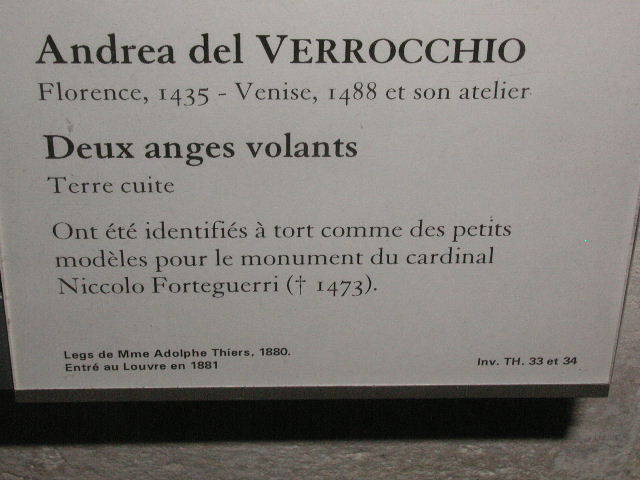 Andrea del VERROCCHIO
Florence, 1435 - Venise, 1488 et son atelier
Deux anges volants
Terre cuite
Ont été identifiés à tort comme des petits
modèles pour le monument du cardinal
Niccolo Forteguerri († 1473).
Legs de Mme Adolphe Thiers, 1880.
Entré au Louvre en 1881
Inv. TH. 33 et 34